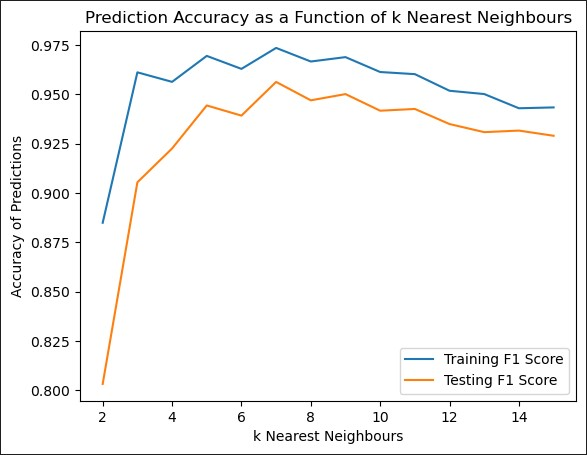 Prediction Accuracy as a Function of k Nearest Neighbours
Accuracy of Predictions
0.975
0.950
0.925
0.900
0.875
0.850
0.825
0.800
Training F1 Score
Testing F1 Score
2 4 6 8 10 12 14
k Nearest Neighbours